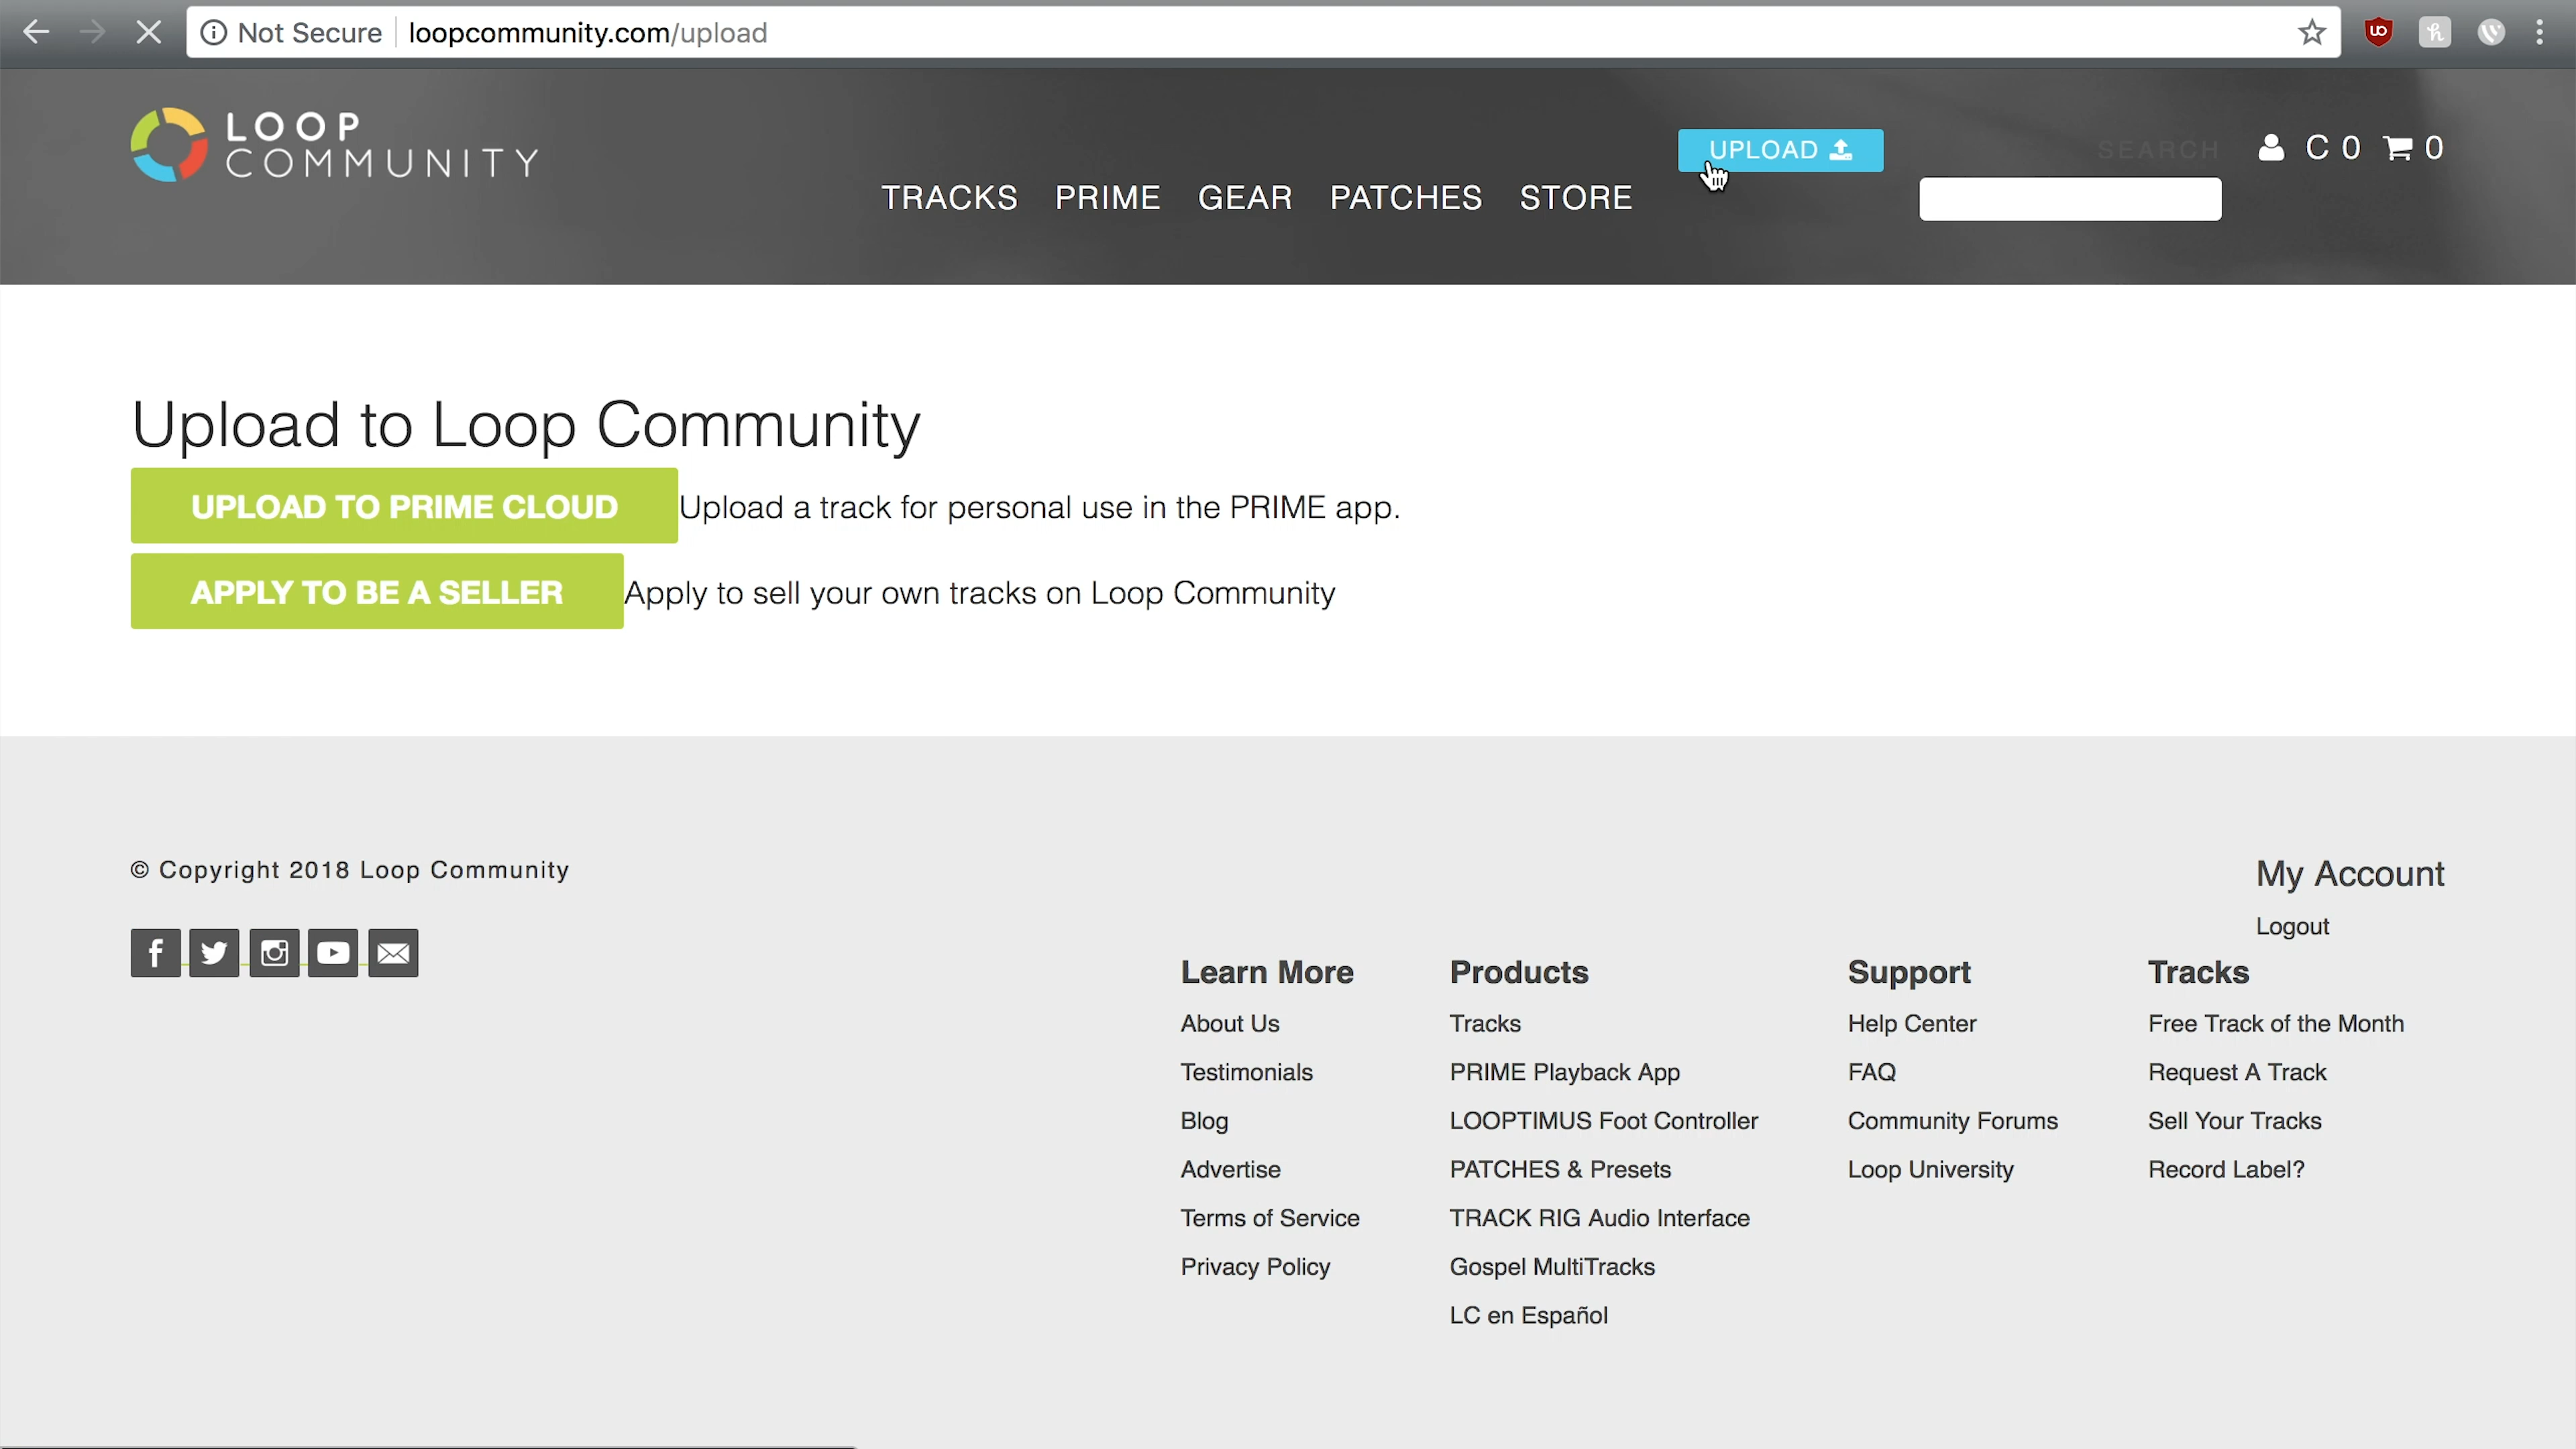 Not Secure loopcommunity.com/upload
LOOP
COMMUNITY
UPLOAD
SEARCH
C 0 0
TRACKS PRIME GEAR PATCHES STORE
Upload to Loop Community
UPLOAD TO PRIME CLOUD Upload a track for personal use in the PRIME app.
APPLY TO BE A SELLER Apply to sell your own tracks on Loop Community
© Copyright 2018 Loop Community
My Account
Logout
Learn More
About Us
Testimonials
Blog
Advertise
Terms of Service
Privacy Policy
Products
Tracks
PRIME Playback App
LOOPTIMUS Foot Controller
PATCHES & Presets
TRACK RIG Audio Interface
Gospel MultiTracks
LC en Español
Support
Help Center
FAQ
Community Forums
Loop University
Tracks
Free Track of the Month
Request A Track
Sell Your Tracks
Record Label?